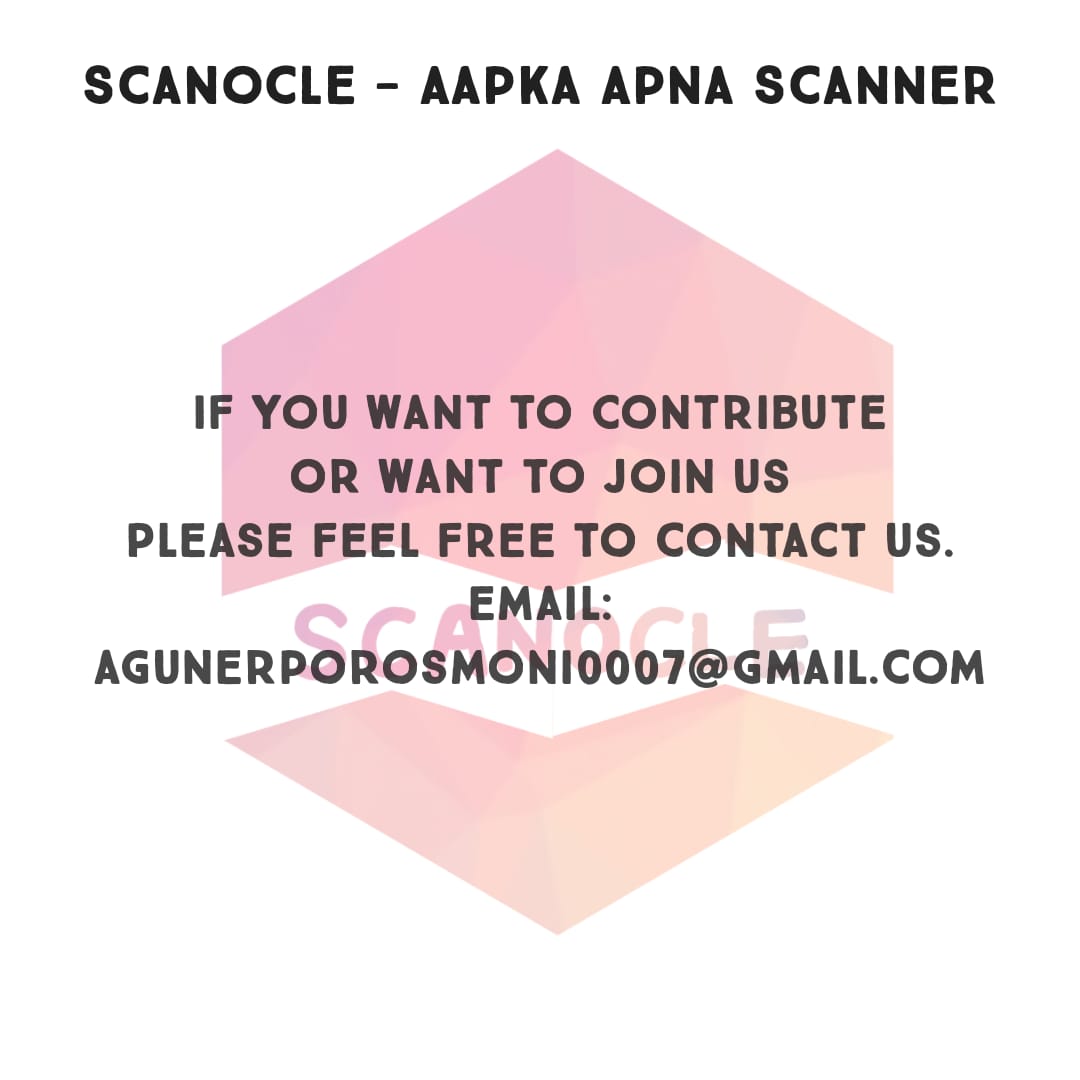 SCANOCLE - AAPKA APNA SCANNER
IF YOU WANT TO CONTRIBUTE
OR WANT TO JOIN US
PLEASE FEEL FREE TO CONTACT US.
EMAIL:
SCANOCLE
AGUNERPOROSMONI0007@GMAIL.COM